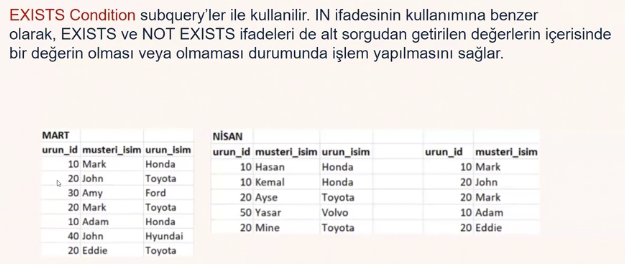 EXISTS Condition subquery'ler ile kullanilir. IN ifadesinin kullanımına benzer
olarak, EXISTS ve NOT EXISTS ifadeleri de alt sorgudan getirilen değerlerin içerisinde
bir değerin olması veya olmaması durumunda işlem yapılmasını sağlar.
MART
urun_id musteri_isim urun_isim
10 Mark Honda
20 John Toyota
30 Amy Ford
20 Mark Toyota
10 Adam Honda
40 John Hyundai
20 Eddie Toyota
NİSAN
urun_id musteri_isim urun_isim
10 Hasan Honda
10 Kemal Honda
20 Ayse Toyota
50 Yasar Volvo
20 Mine Toyota
urun_id musteri_isim
10 Mark
20 John
20 Mark
10 Adam
20 Eddie